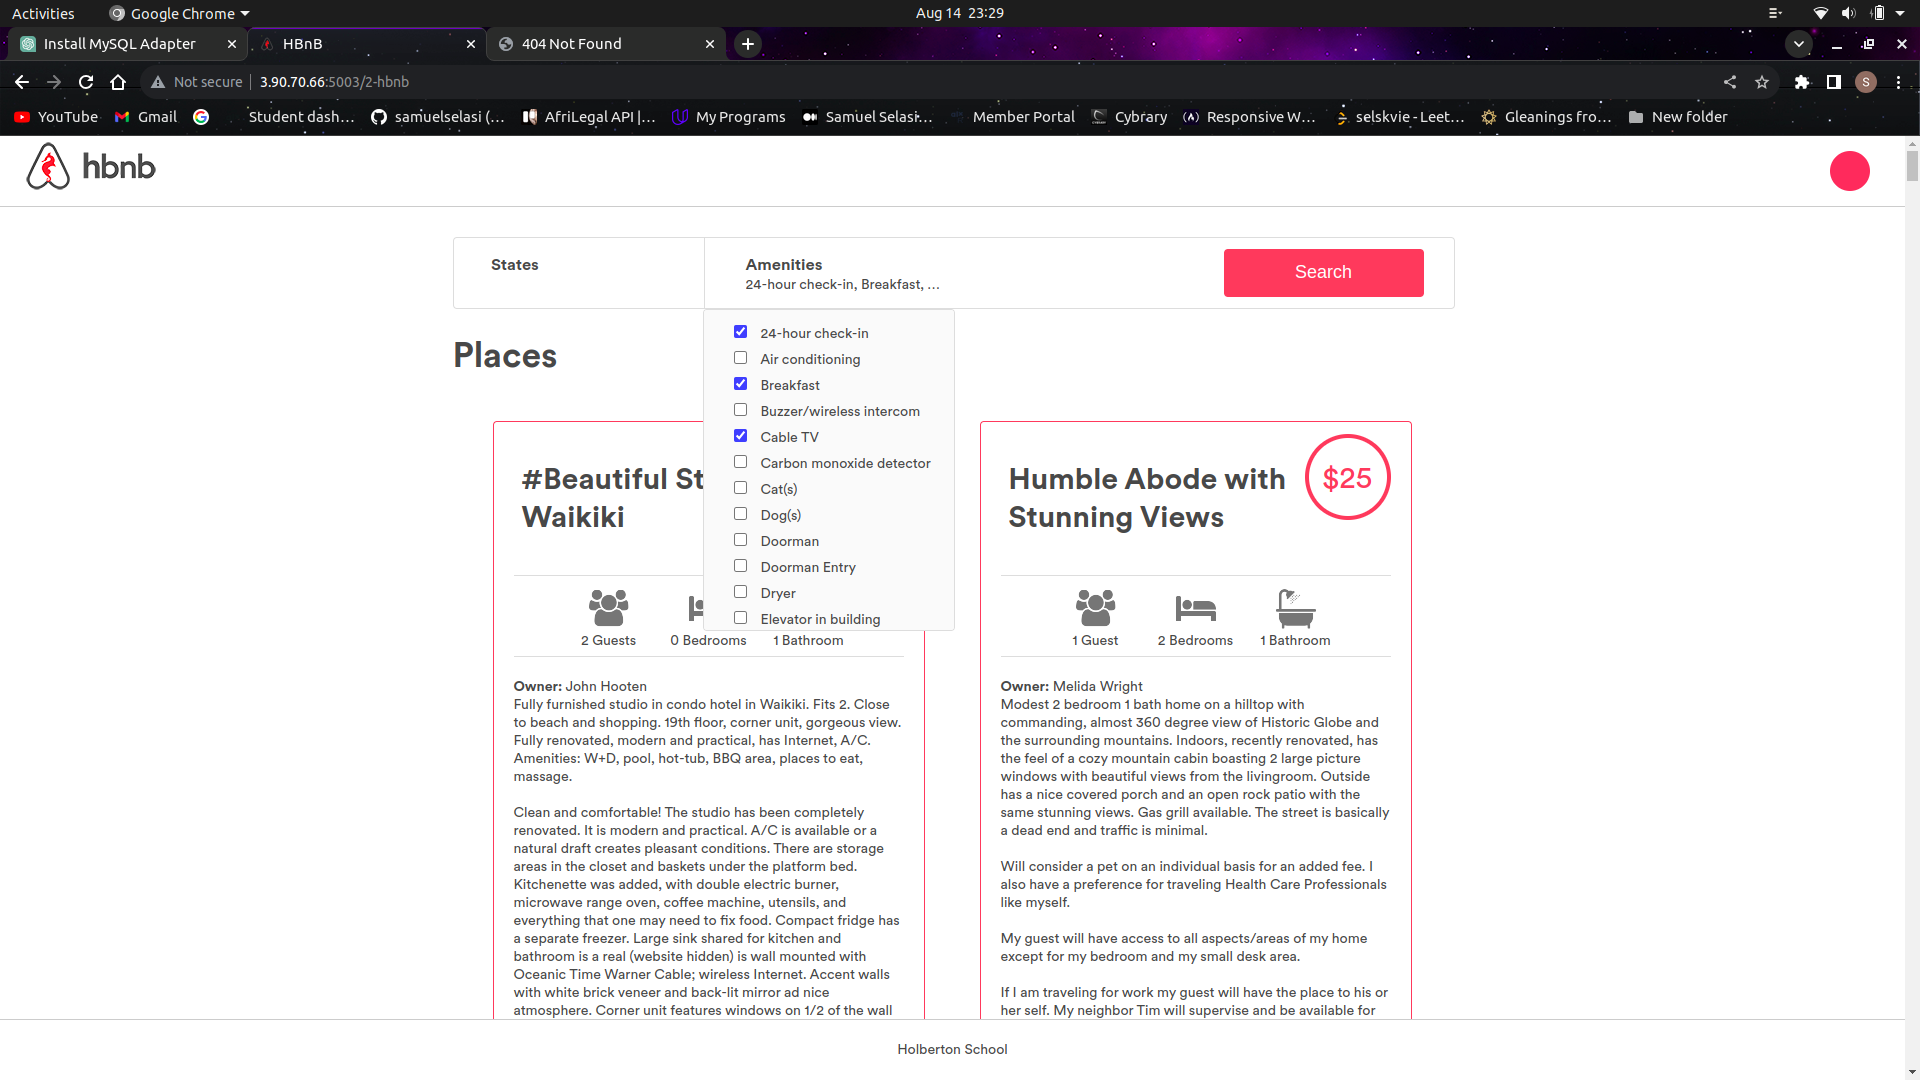 Activities
Google Chrome
Aug 14 23:29
Install MySQL Adapter
HBnB
404 Not Found
Not secure
3.90.70.66:5003/2-hbnb
S
YouTube
Gmail
Student dash...
samuelselasi (...
AfriLegal API |...
My Programs
Samuel Selasi-...
Member Portal
Cybrary
Responsive W...
selskvie - Leet...
Gleanings fro...
New folder
hbnb
States
Amenities
24-hour check-in, Breakfast, ...
Search
24-hour check-in
Air conditioning
Breakfast
Buzzer/wireless intercom
Cable TV
Carbon monoxide detector
Cat(s)
Dog(s)
Doorman
Doorman Entry
Dryer
Elevator in building
Places
#Beautiful St
Waikiki
2 Guests
0 Bedrooms
1 Bathroom
Owner: John Hooten
Fully furnished studio in condo hotel in Waikiki. Fits 2. Close
to beach and shopping. 19th floor, corner unit, gorgeous view.
Fully renovated, modern and practical, has Internet, A/C.
Amenities: W+D, pool, hot-tub, BBQ area, places to eat,
massage.
Clean and comfortable! The studio has been completely
renovated. It is modern and practical. A/C is available or a
natural draft creates pleasant conditions. There are storage
areas in the closet and baskets under the platform bed.
Kitchenette was added, with double electric burner,
microwave range oven, coffee machine, utensils, and
everything that one may need to fix food. Compact fridge has
a separate freezer. Large sink shared for kitchen and
bathroom is a real (website hidden) is wall mounted with
Oceanic Time Warner Cable; wireless Internet. Accent walls
with white brick veneer and back-lit mirror ad nice
atmosphere. Corner unit features windows on 1/2 of the wall
Humble Abode with
Stunning Views
$25
1 Guest
2 Bedrooms
1 Bathroom
Owner: Melida Wright
Modest 2 bedroom 1 bath home on a hilltop with
commanding, almost 360 degree view of Historic Globe and
the surrounding mountains. Indoors, recently renovated, has
the feel of a cozy mountain cabin boasting 2 large picture
windows with beautiful views from the livingroom. Outside
has a nice covered porch and an open rock patio with the
same stunning views. Gas grill available. The street is basically
a dead end and traffic is minimal.
Will consider a pet on an individual basis for an added fee. I
also have a preference for traveling Health Care Professionals
like myself.
My guest will have access to all aspects/areas of my home
except for my bedroom and my small desk area.
If I am traveling for work my guest will have the place to his or
her self. My neighbor Tim will supervise and be available for
Holberton School